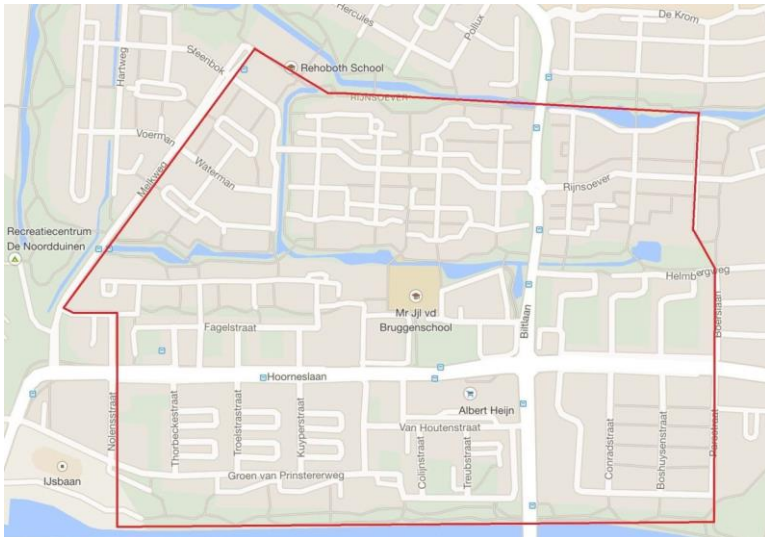 De Krom
Hercules
Pollux
Steenbok
Hartweg
Rehoboth School
RIJNSOEVER
Voerman
Waterman
Melkweg
Rijnsoever
Recreatiecentrum
De Noordduinen
Helmbergweg
Mr Jjl vd
Bruggenschool
Fagelstraat
Biltlaan
Boerslaan
Hoorneslaan
Albert Heijn
Nolensstraat
Thorbeckestraat
Troelstrastraat
Kuyperstraat
Van Houtenstraat
Colijnstraat
Treubstraat
Conradstraat
Boshuysenstraat
Groen van Prinstererweg
IJsbaan